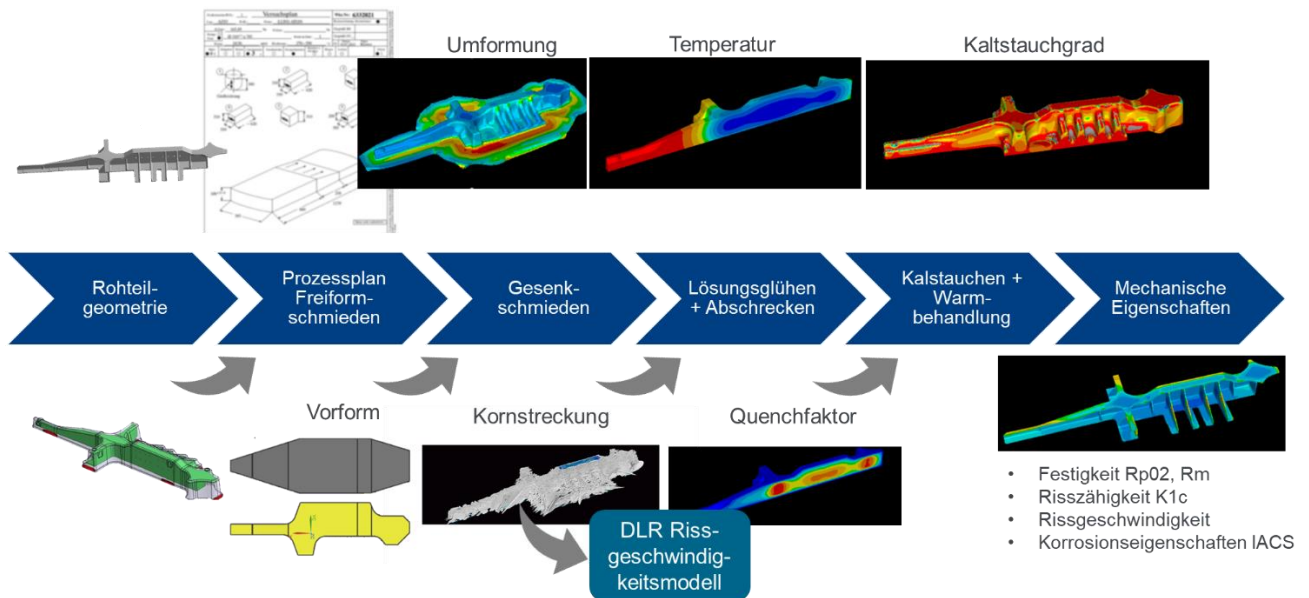 Versuchsplan
Umformung
Temperatur
Kaltstauchgrad
Rohteil-
geometrie
Prozessplan
Freiform-
schmieden
Gesenk-
schmieden
Lösungsglühen
+ Abschrecken
Kalstauchen +
Warm-
behandlung
Mechanische
Eigenschaften
Vorform
Kornstreckung
Quenchfaktor
DLR Riss-
geschwindig-
keitsmodell
• Festigkeit Rp02, Rm
• Risszähigkeit K1c
• Rissgeschwindigkeit
• Korrosionseigenschaften IACS